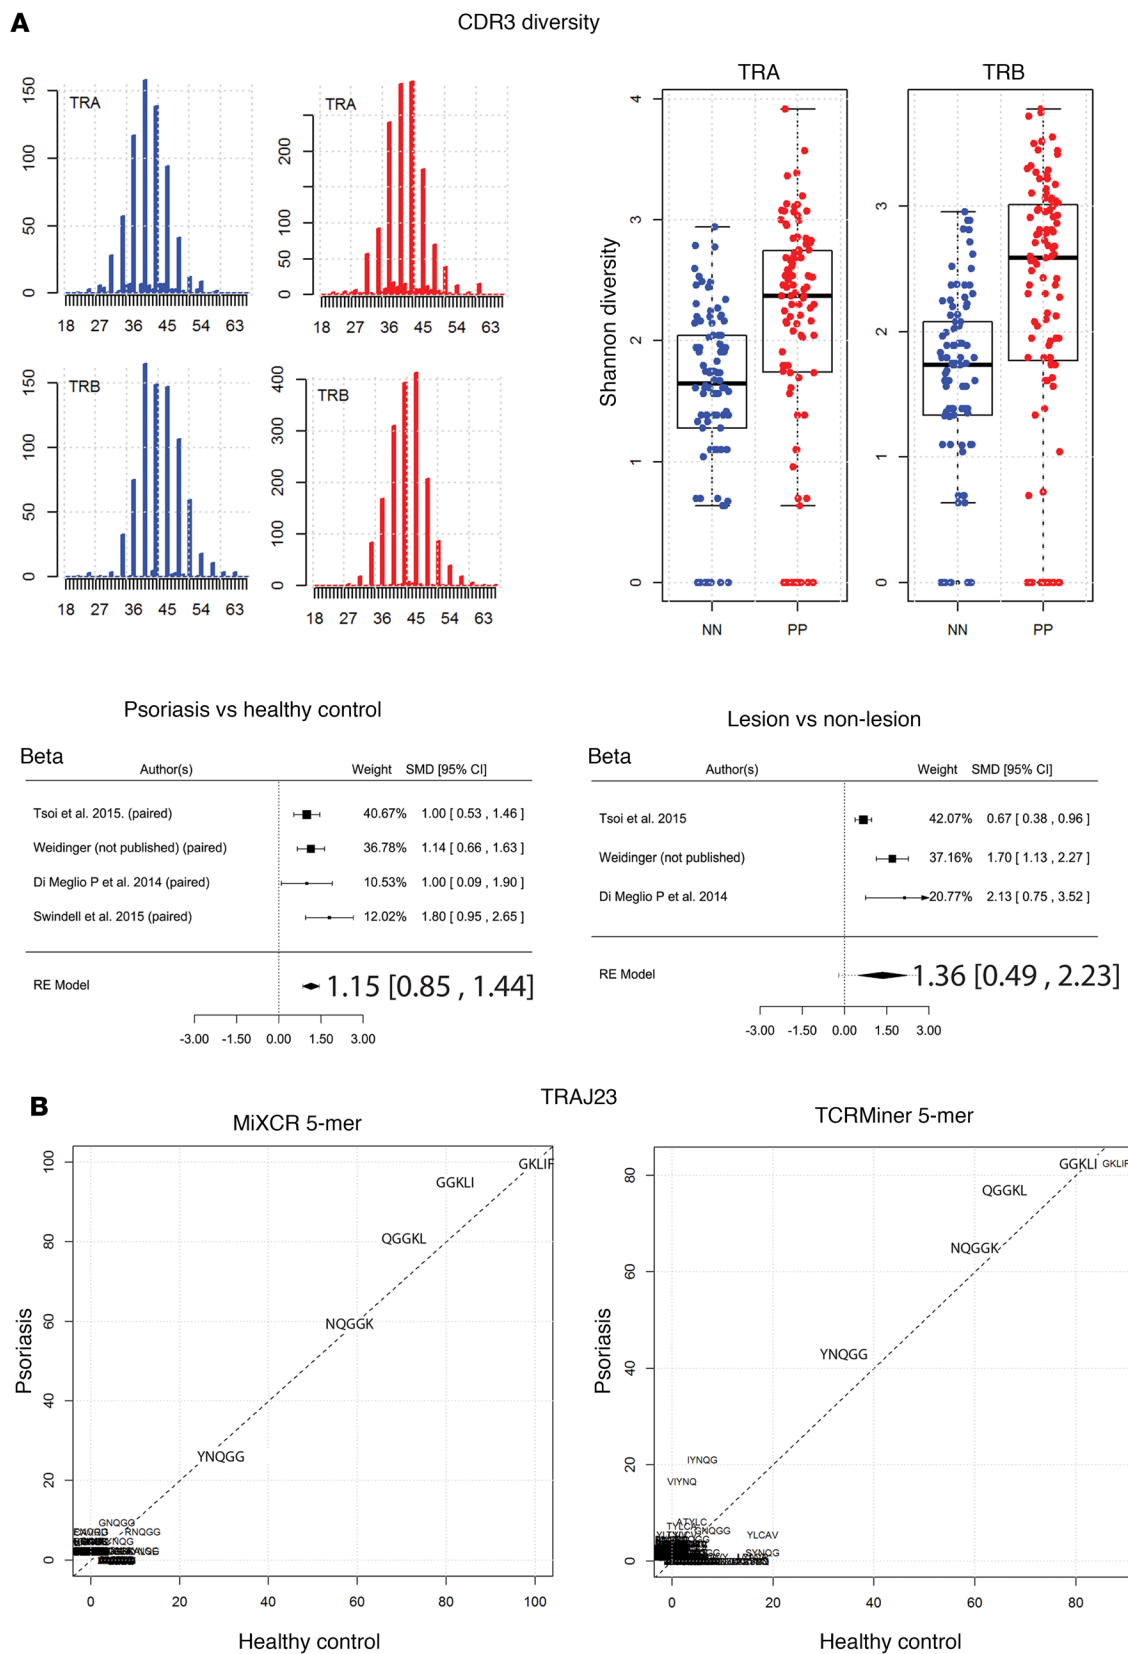 A
CDR3 diversity
TRA
150
100
50
0
18 27 36 45 54 63
TRA
200
100
50
0
18 27 36 45 54 63
TRB
150
100
50
0
18 27 36 45 54 63
TRB
400
300
200
100
0
18 27 36 45 54 63
TRA
TRB
Shannon diversity
4
3
2
1
0
NN PP
3
2
1
0
NN PP
Psoriasis vs healthy control
Beta
Author(s) Weight SMD [95% CI]
Tsoi et al. 2015. (paired) 40.67% 1.00 [ 0.53 , 1.46 ]
Weidinger (not published) (paired) 36.78% 1.14 [ 0.66 , 1.63 ]
Di Meglio P et al. 2014 (paired) 10.53% 1.00 [ 0.09 , 1.90 ]
Swindell et al. 2015 (paired) 12.02% 1.80 [ 0.95 , 2.65 ]
RE Model 1.15 [0.85 , 1.44]
-3.00 -1.50 0.00 1.50 3.00
Lesion vs non-lesion
Beta
Author(s) Weight SMD [95% CI]
Tsoi et al. 2015 42.07% 0.67 [ 0.38 , 0.96 ]
Weidinger (not published) 37.16% 1.70 [ 1.13 , 2.27 ]
Di Meglio P et al. 2014 20.77% 2.13 [ 0.75 , 3.52 ]
RE Model 1.36 [0.49 , 2.23]
-3.00 -1.50 0.00 1.50 3.00
B
TRAJ23
MiXCR 5-mer
Psoriasis
100
80
60
40
20
0
GKLIF
GGKLI
QGGKL
NQGGK
YNQGG
GNQGG
RNQGG
0 20 40 60 80 100
Healthy control
TCRMiner 5-mer
Psoriasis
80
60
40
20
0
GGKLI GKLIF
QGGKL
NQGGK
YNQGG
IYNQG
VIYNQ
ATYLC
GNQGG
YLCAV
SYNQG
0 20 40 60 80
Healthy control